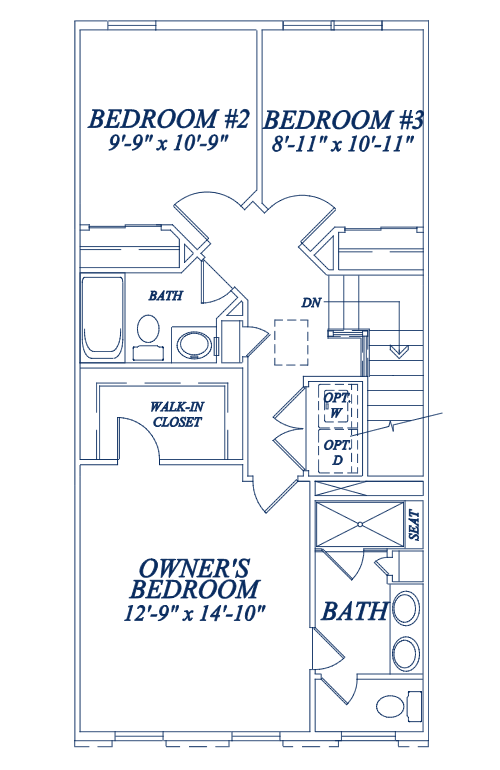 BEDROOM #2
9'-9" x 10'-9"
BEDROOM #3
8'-11" x 10'-11"
BATH
DN
WALK-IN
CLOSET
OPT.
W
OPT.
D
SEAT
OWNER'S
BEDROOM
12'-9" x 14'-10"
BATH